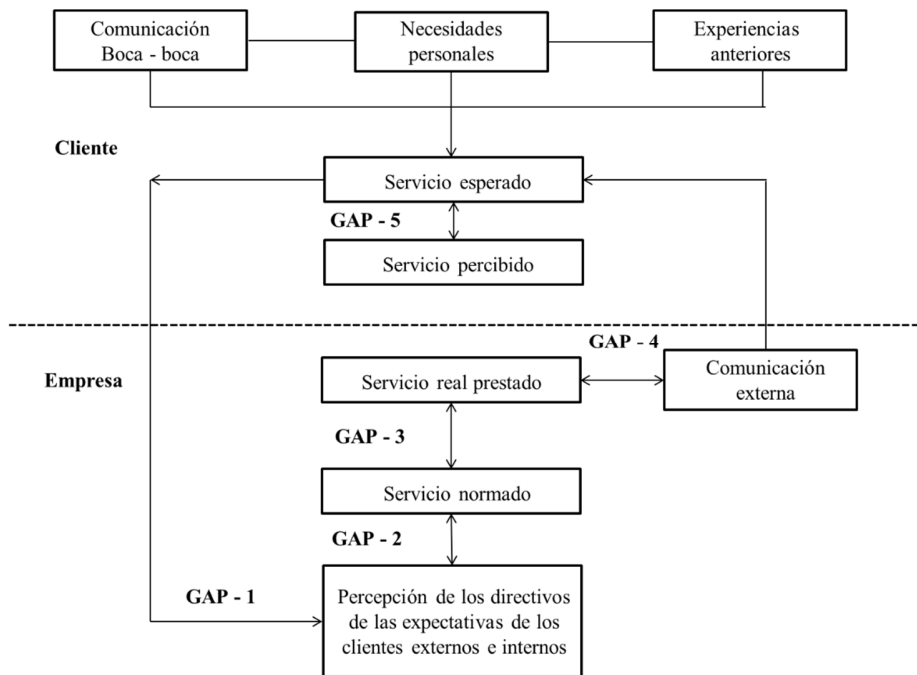 Comunicación
Boca - boca
Necesidades
personales
Experiencias
anteriores
Cliente
Servicio esperado
GAP - 5
Servicio percibido
GAP - 4
Empresa
Servicio real prestado
Comunicación
externa
GAP - 3
Servicio normado
GAP - 2
GAP - 1
Percepción de los directivos
de las expectativas de los
clientes externos e internos